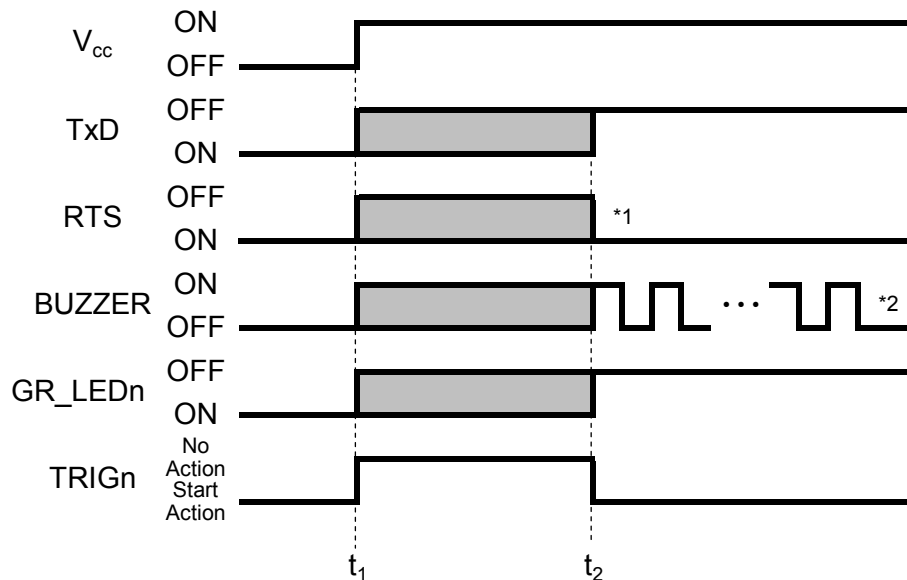 V_cc ON
OFF
TxD OFF
ON
RTS OFF
ON
*1
BUZZER ON
OFF
... *2
GR_LEDn OFF
ON
TRIGn No
Action
Start
Action
t1 t2